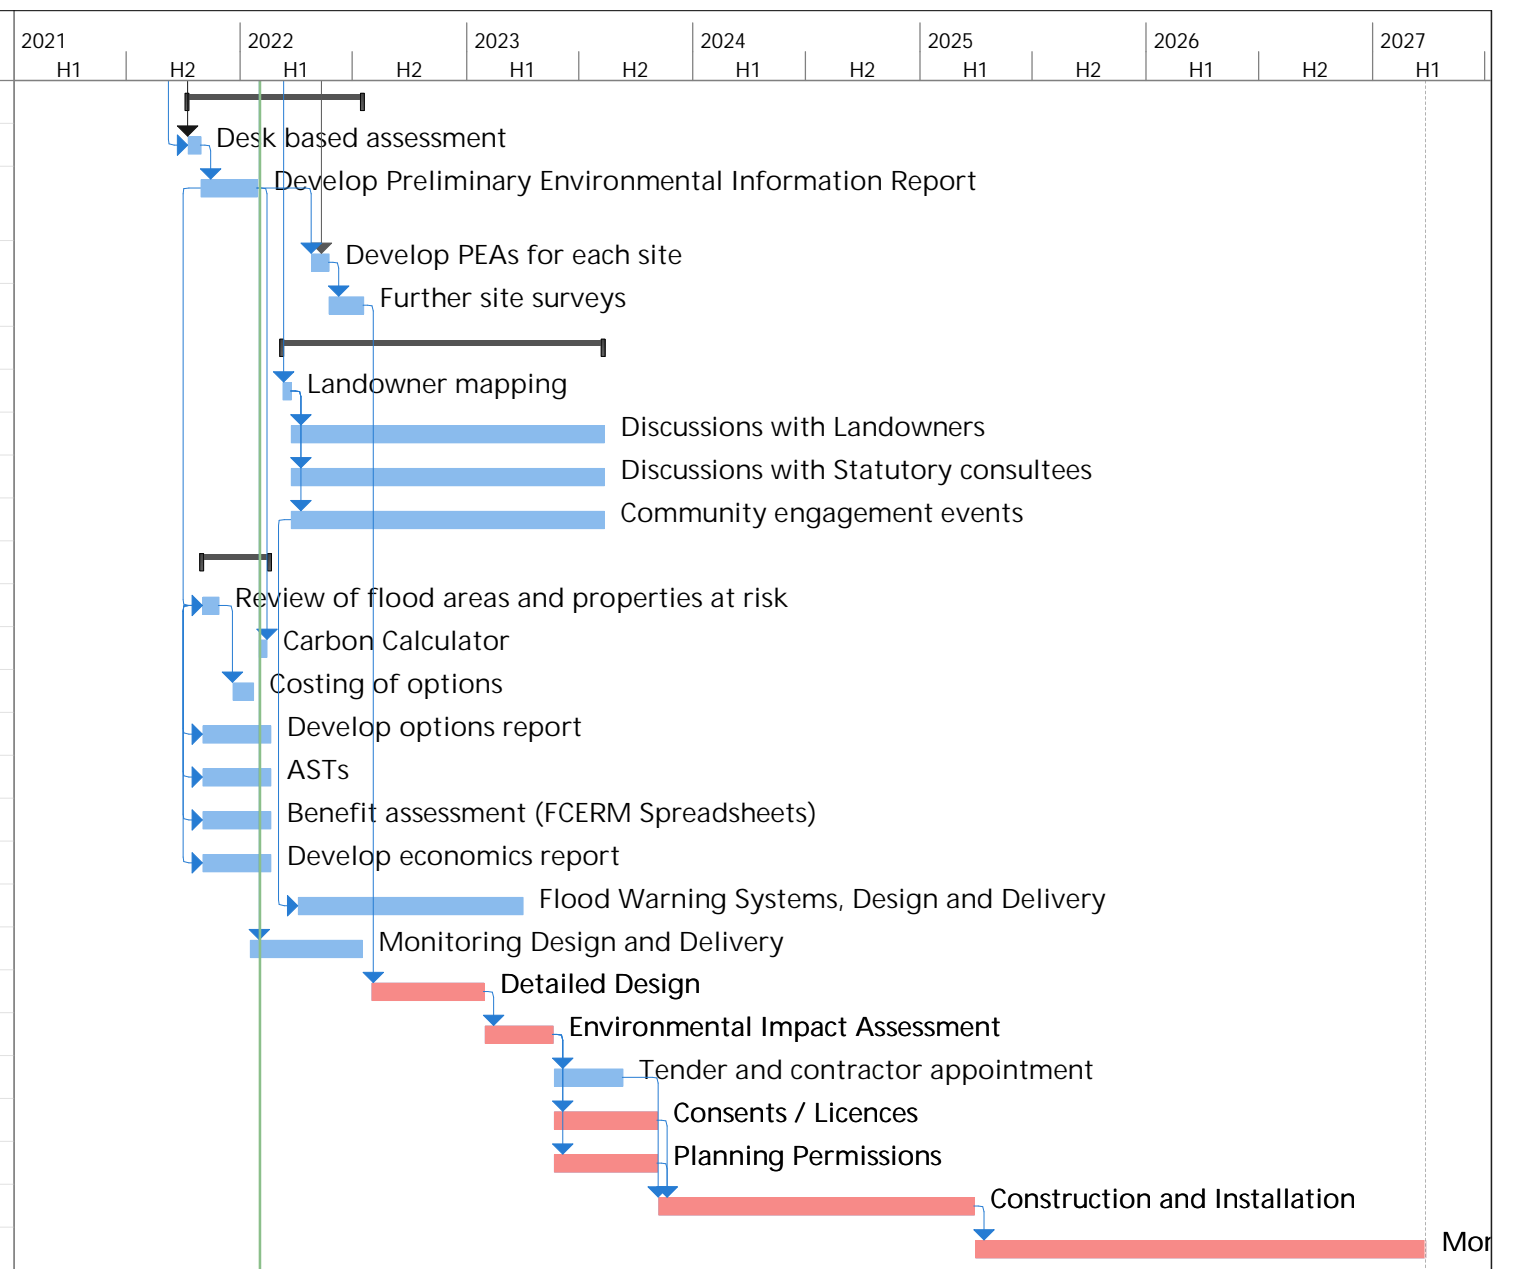 2021 2022 2023 2024 2025 2026 2027
H1 H2 H1 H2 H1 H2 H1 H2 H1 H2 H1 H2 H1
Desk based assessment
Develop Preliminary Environmental Information Report
Develop PEAs for each site
Further site surveys
Landowner mapping
Discussions with Landowners
Discussions with Statutory consultees
Community engagement events
Review of flood areas and properties at risk
Carbon Calculator
Costing of options
Develop options report
ASTs
Benefit assessment (FCERM Spreadsheets)
Develop economics report
Flood Warning Systems, Design and Delivery
Monitoring Design and Delivery
Detailed Design
Environmental Impact Assessment
Tender and contractor appointment
Consents / Licences
Planning Permissions
Construction and Installation